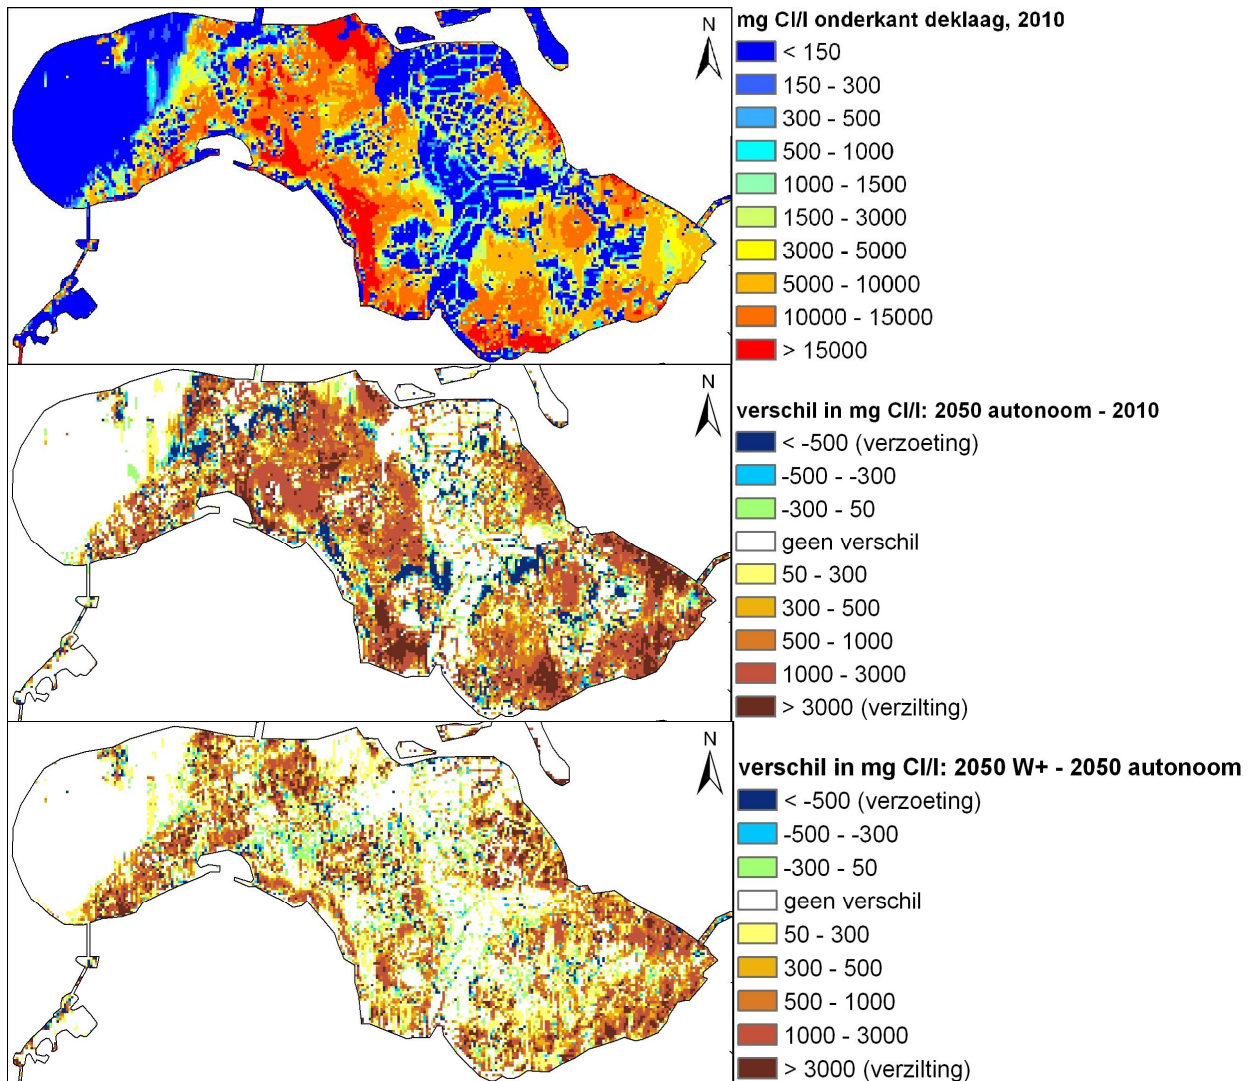 mg Cl/l onderkant deklaag, 2010
N
< 150
150 - 300
300 - 500
500 - 1000
1000 - 1500
1500 - 3000
3000 - 5000
5000 - 10000
10000 - 15000
> 15000
N
verschil in mg Cl/l: 2050 autonoom - 2010
< -500 (verzoeting)
-500 - -300
-300 - 50
geen verschil
50 - 300
300 - 500
500 - 1000
1000 - 3000
> 3000 (verzilting)
N
verschil in mg Cl/l: 2050 W+ - 2050 autonoom
< -500 (verzoeting)
-500 - -300
-300 - 50
geen verschil
50 - 300
300 - 500
500 - 1000
1000 - 3000
> 3000 (verzilting)